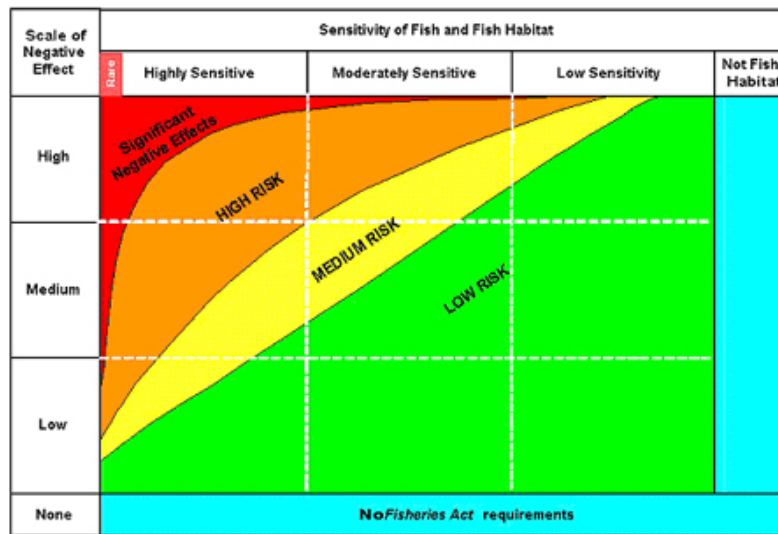 Scale of
Negative
Effect
Sensitivity of Fish and Fish Habitat
Rare
Highly Sensitive
Moderately Sensitive
Low Sensitivity
Not Fish
Habitat
High
Significant
Negative Effects
HIGH RISK
Medium
MEDIUM RISK
LOW RISK
Low
None
No Fisheries Act requirements